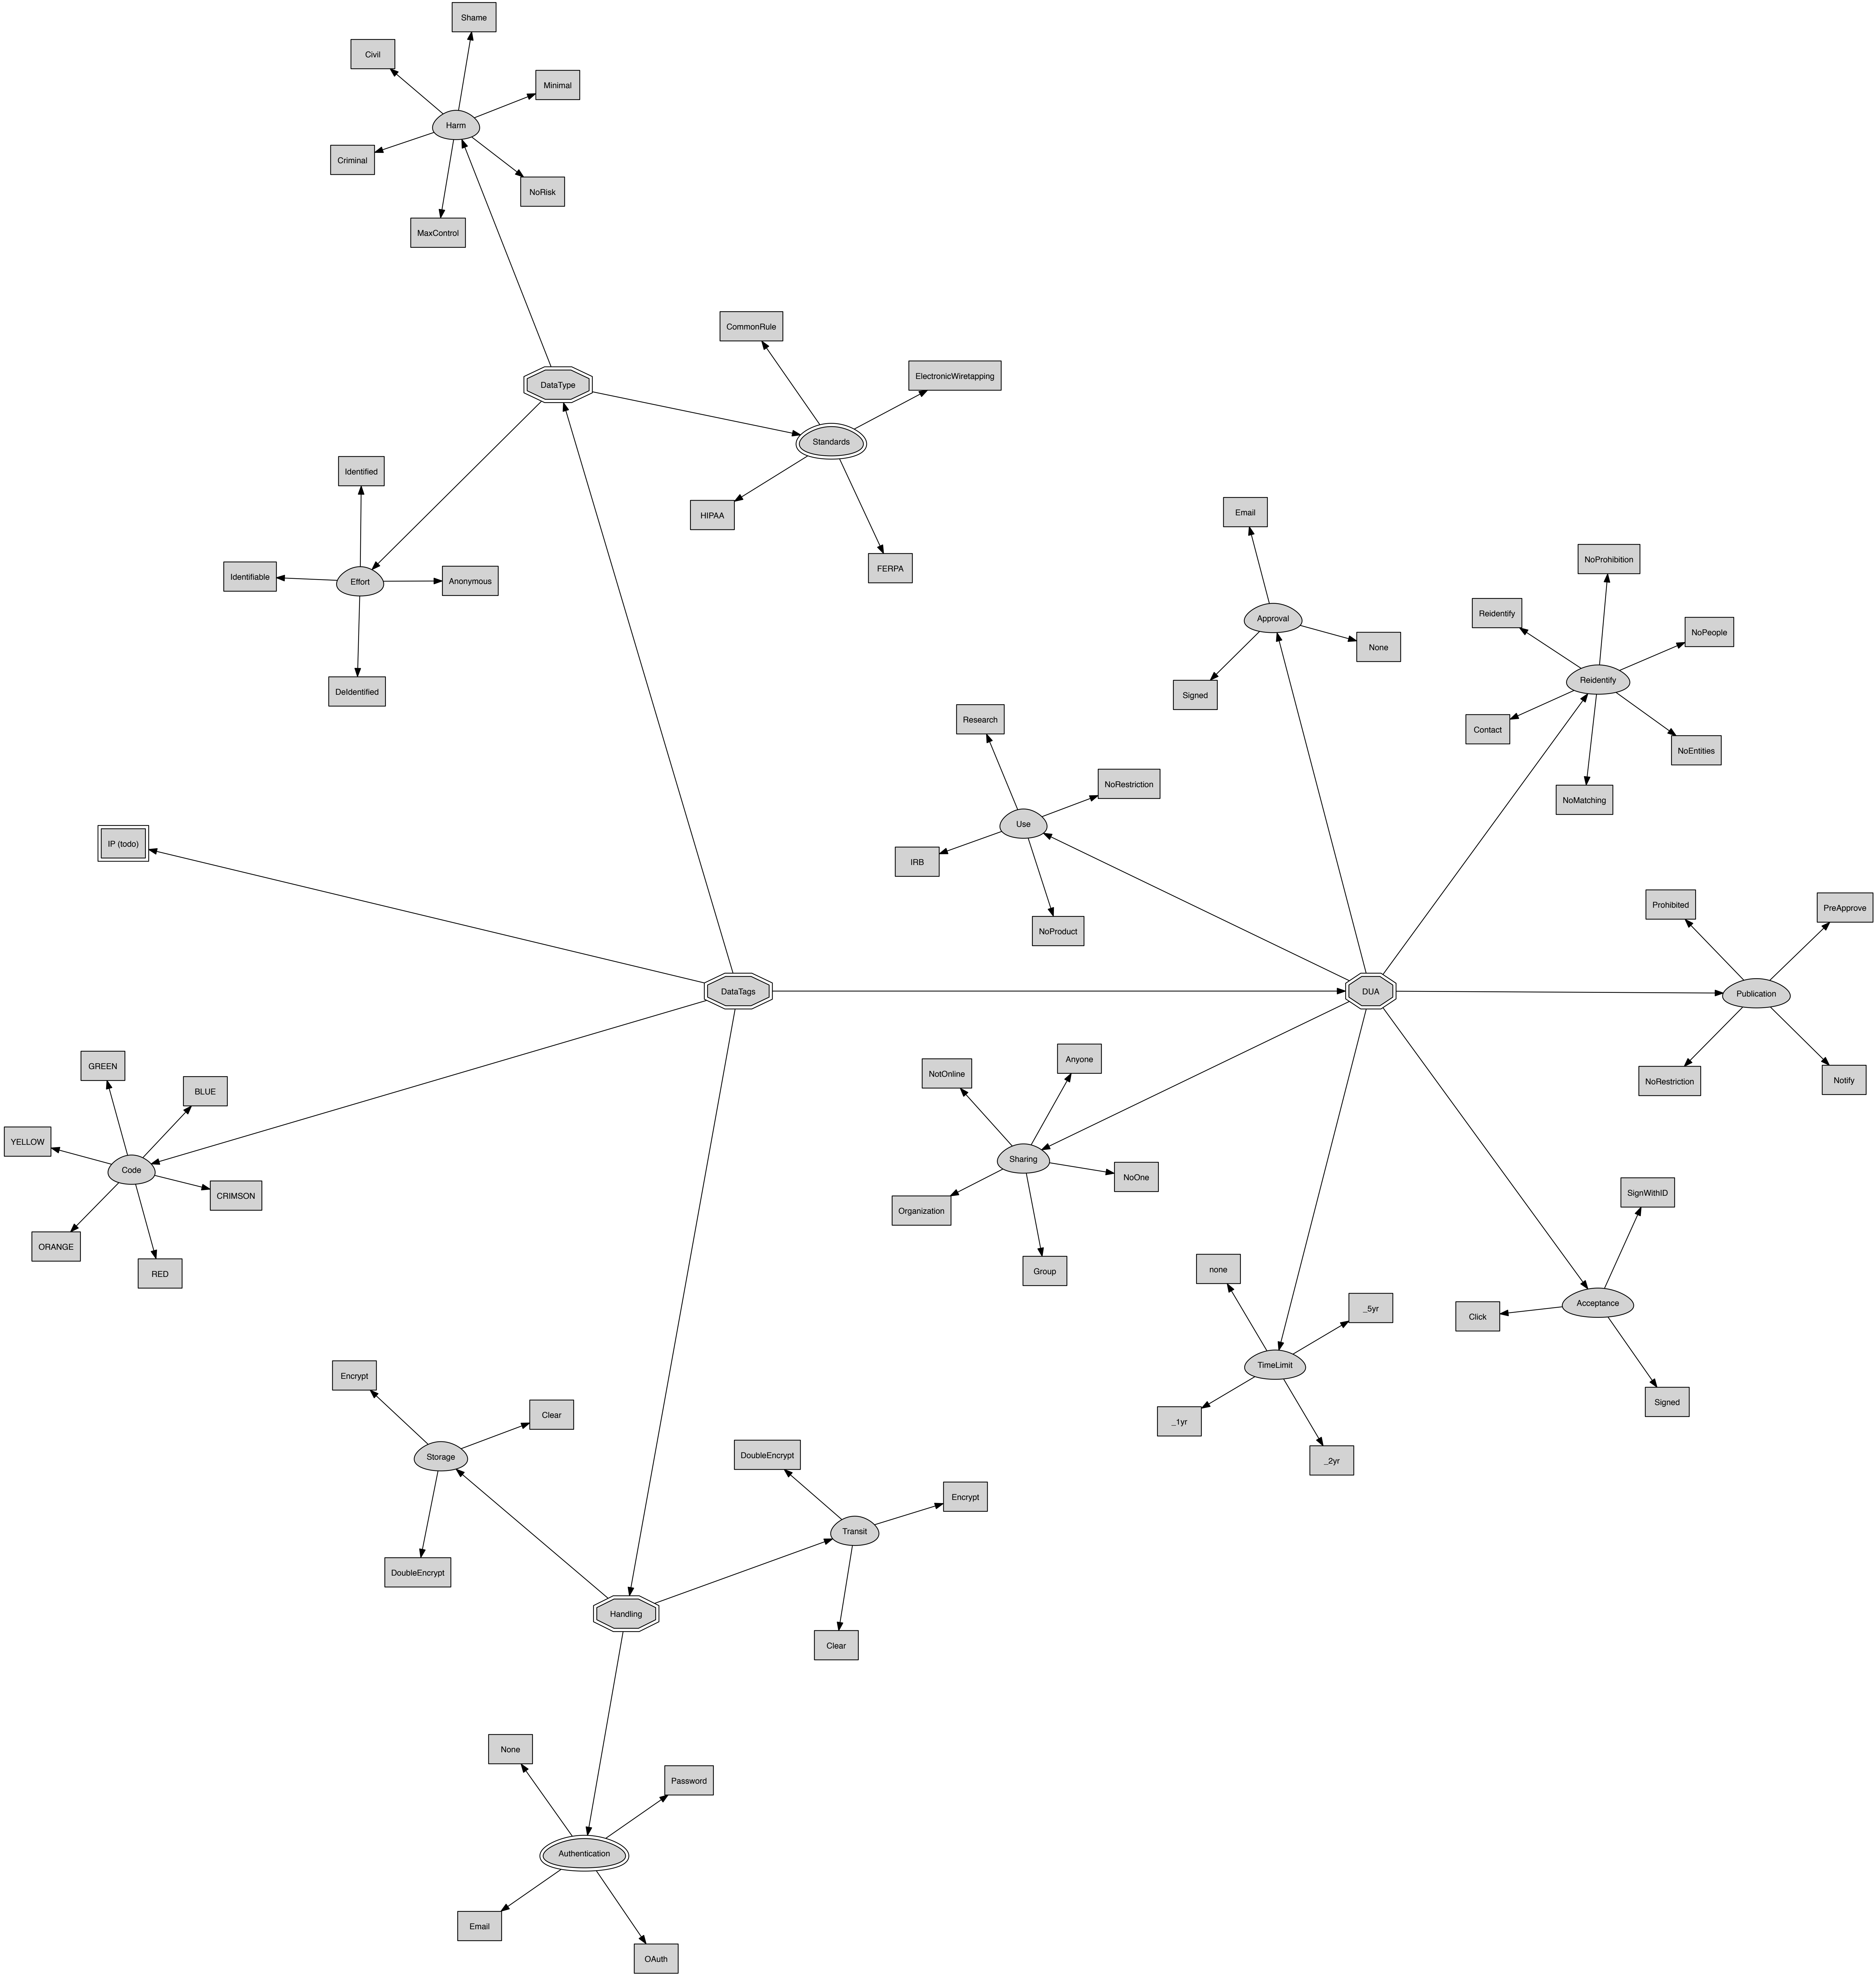 Shame
Civil
Minimal
Harm
Criminal
NoRisk
MaxControl
CommonRule
ElectronicWiretapping
DataType
Standards
Identified
HIPAA
Email
NoProhibition
FERPA
Identifiable
Effort
Anonymous
Reidentify
Approval
NoPeople
None
Reidentify
DeIdentified
Signed
Research
Contact
NoEntities
NoRestriction
NoMatching
Use
IP (todo)
IRB
Prohibited
PreApprove
NoProduct
DataTags
DUA
Publication
Anyone
GREEN
NotOnline
NoRestriction
Notify
BLUE
YELLOW
Sharing
Code
NoOne
CRIMSON
SignWithID
Organization
ORANGE
RED
Group
none
Acceptance
_5yr
Click
TimeLimit
Encrypt
Signed
Clear
_1yr
Storage
DoubleEncrypt
_2yr
Encrypt
Transit
DoubleEncrypt
Handling
Clear
None
Password
Authentication
Email
OAuth